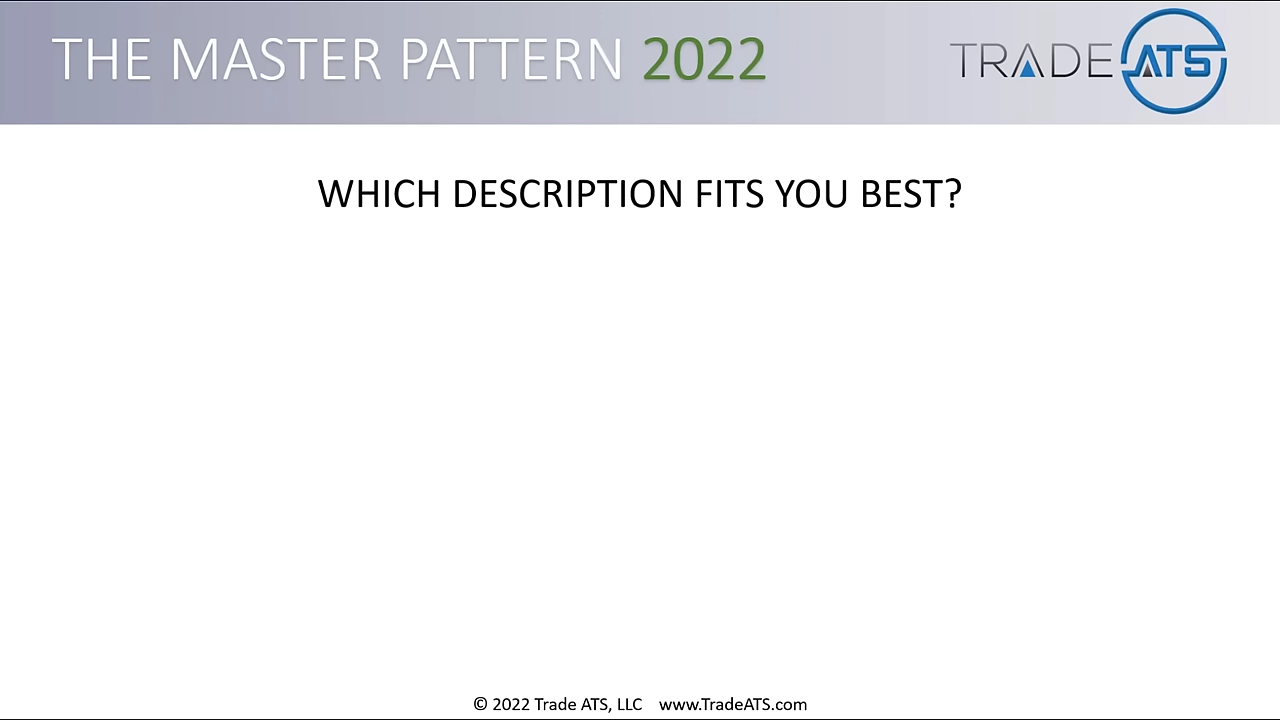 THE MASTER PATTERN 2022
TRADE ATS
WHICH DESCRIPTION FITS YOU BEST?
© 2022 Trade ATS, LLC www.TradeATS.com